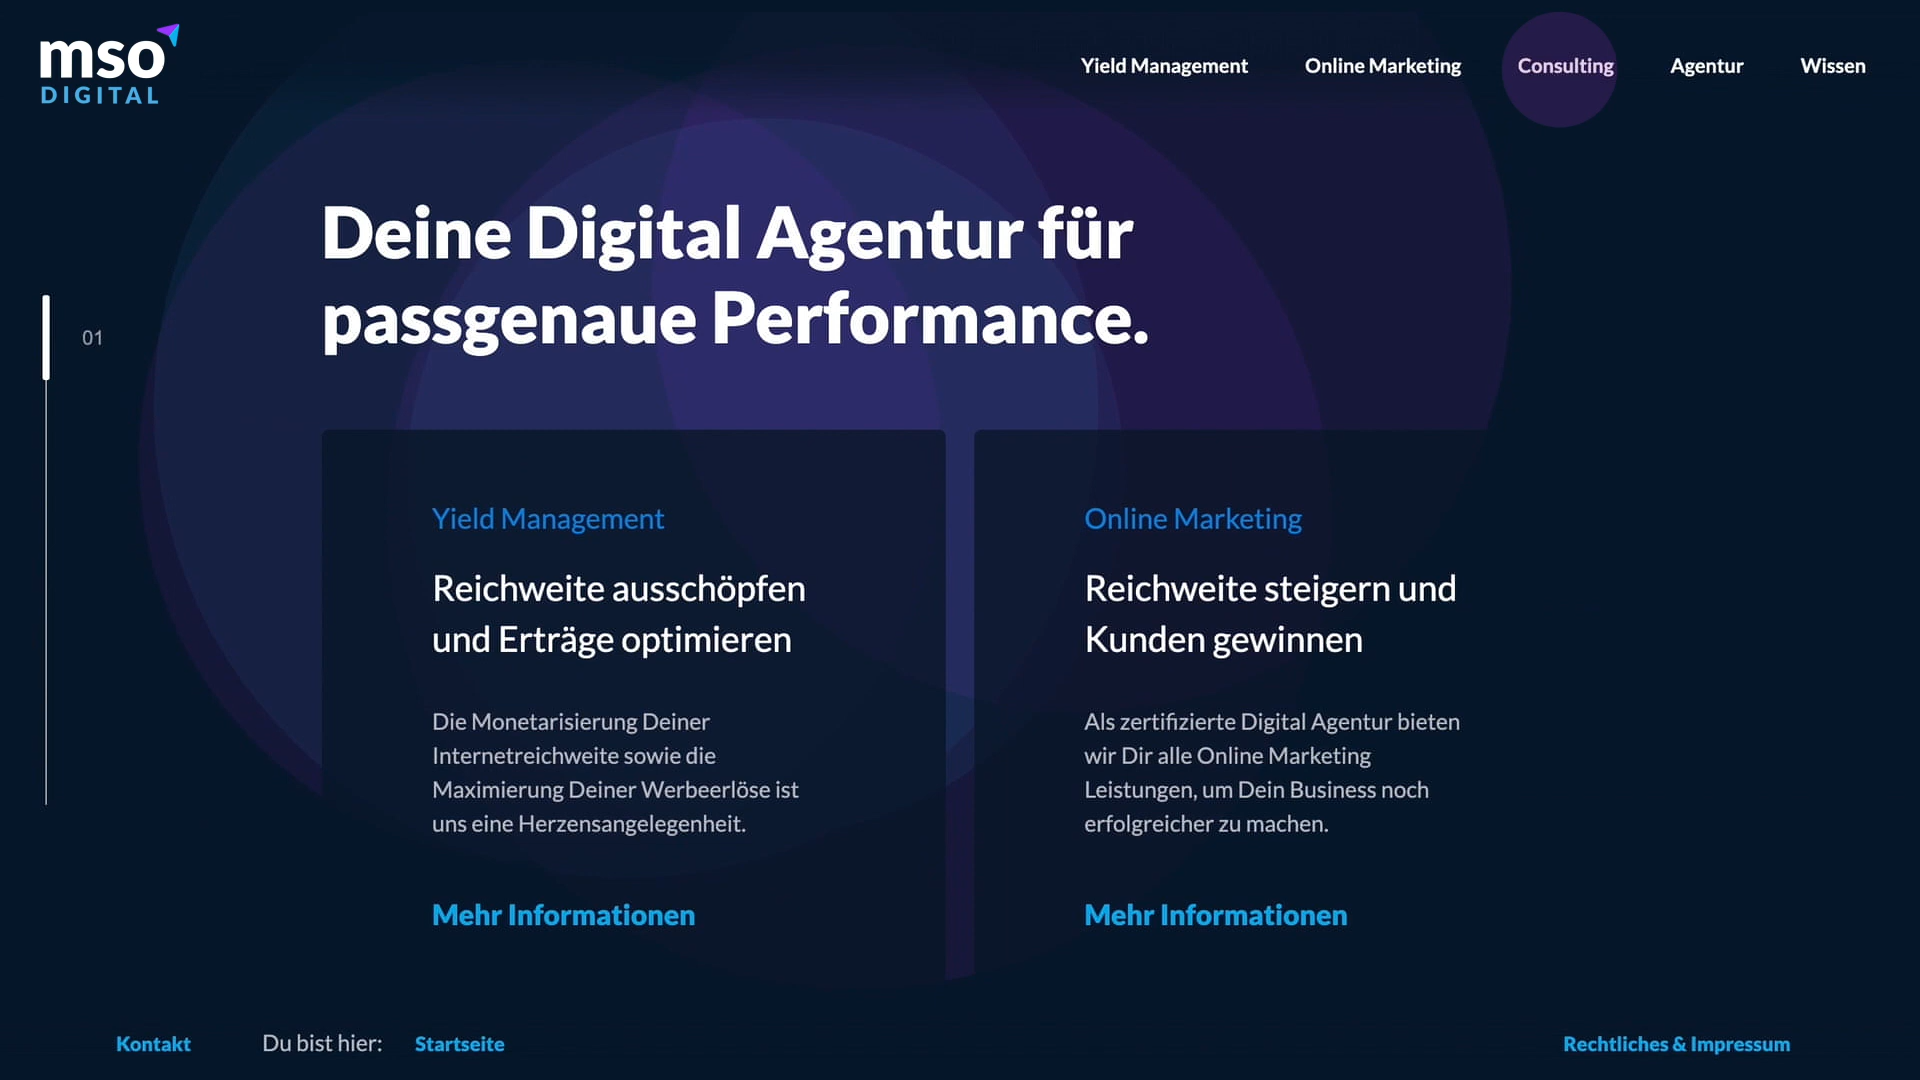 mso
DIGITAL
Yield Management
Online Marketing
Consulting
Agentur
Wissen
Deine Digital Agentur für
passgenaue Performance.
01
Yield Management
Reichweite ausschöpfen
und Erträge optimieren
Die Monetarisierung Deiner
Internetreichweite sowie die
Maximierung Deiner Werbeerlöse ist
uns eine Herzensangelegenheit.
Mehr Informationen
Online Marketing
Reichweite steigern und
Kunden gewinnen
Als zertifizierte Digital Agentur bieten
wir Dir alle Online Marketing
Leistungen, um Dein Business noch
erfolgreicher zu machen.
Mehr Informationen
Kontakt
Du bist hier:
Startseite
Rechtliches & Impressum